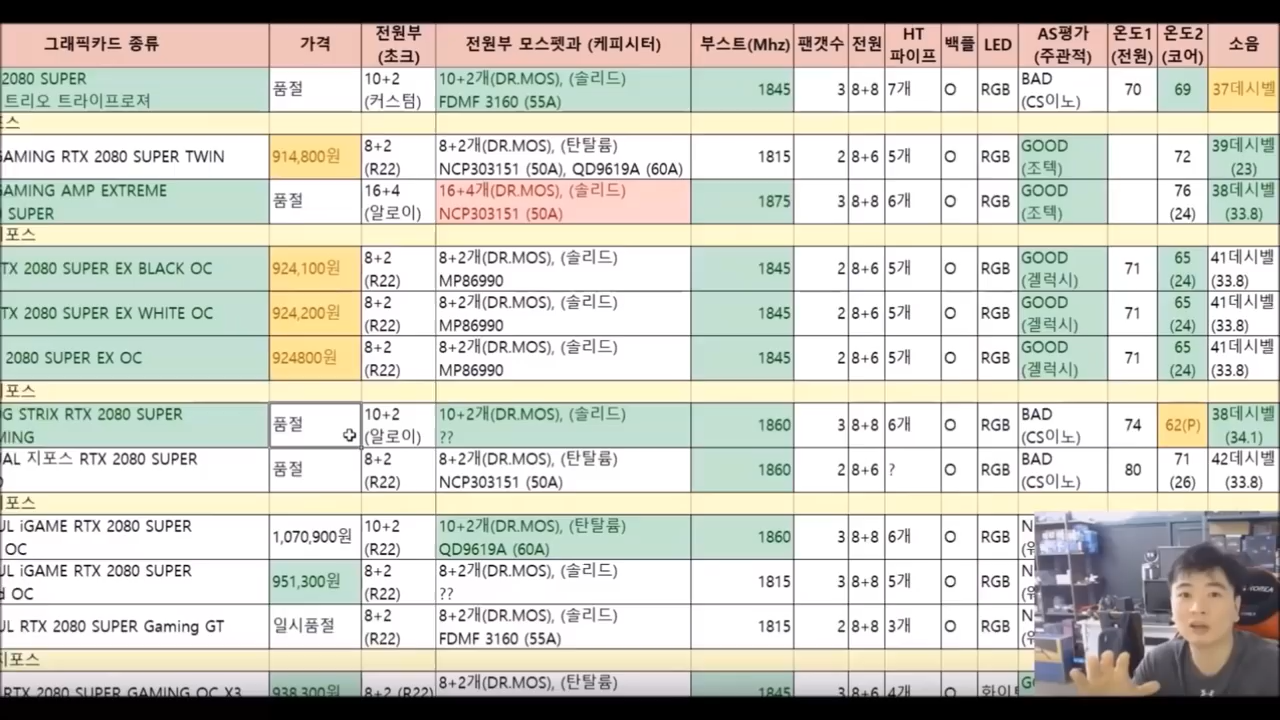 그래픽카드 종류 가격 전원부 (초크) 전원부 모스펫과 (케피시터) 부스트(Mhz) 팬갯수 전원 HT 파이프 백플 LED AS평가 (주관적) 온도1 (전원) 온도2 (코어) 소음
2080 SUPER 품절 10+2 10+2개(DR.MOS), (솔리드) 1845 3 8+8 7개 O RGB BAD 70 69 37데시벨
트리오 트라이프로져 (커스텀) FDMF 3160 (55A) (CS이노)
포스
GAMING RTX 2080 SUPER TWIN 914,800원 8+2 8+2개(DR.MOS), (탄탈륨) 1815 2 8+6 5개 O RGB GOOD 72 39데시벨
(R22) NCP303151 (50A), QD9619A (60A) (조텍) (23)
GAMING AMP EXTREME 품절 16+4 16+4개(DR.MOS), (솔리드) 1875 3 8+8 6개 O RGB GOOD 76 38데시벨
SUPER (알로이) NCP303151 (50A) (조텍) (24) (33.8)
지포스
TX 2080 SUPER EX BLACK OC 924,100원 8+2 8+2개(DR.MOS), (솔리드) 1845 2 8+6 5개 O RGB GOOD 71 65 41데시벨
(R22) MP86990 (겔럭시) (24) (33.8)
TX 2080 SUPER EX WHITE OC 924,200원 8+2 8+2개(DR.MOS), (솔리드) 1845 2 8+6 5개 O RGB GOOD 71 65 41데시벨
(R22) MP86990 (겔럭시) (24) (33.8)
2080 SUPER EX OC 924800원 8+2 8+2개(DR.MOS), (솔리드) 1845 2 8+6 5개 O RGB GOOD 71 65 41데시벨
(R22) MP86990 (겔럭시) (24) (33.8)
지포스
G STRIX RTX 2080 SUPER 품절 10+2 10+2개(DR.MOS), (솔리드) 1860 3 8+8 6개 O RGB BAD 74 62(P) 38데시벨
MING (알로이) ?? (CS이노) (34.1)
UAL 지포스 RTX 2080 SUPER 품절 8+2 8+2개(DR.MOS), (탄탈륨) 1860 2 8+6 ? O RGB BAD 80 71 42데시벨
(R22) NCP303151 (50A) (CS이노) (26) (33.8)
지포스
UL iGAME RTX 2080 SUPER 1,070,900원 10+2 10+2개(DR.MOS), (탄탈륨) 1860 3 8+8 6개 O RGB N
OC (R22) QD9619A (60A)
UL iGAME RTX 2080 SUPER 951,300원 8+2 8+2개(DR.MOS), (솔리드) 1815 3 8+8 5개 O RGB N
d OC (R22) ??
UL RTX 2080 SUPER Gaming GT 일시품절 8+2 8+2개(DR.MOS), (솔리드) 1815 2 8+8 3개 O RGB N
(R22) FDMF 3160 (55A)
지포스
RTX 2080 SUPER GAMING OC X3 938,300원 8+2 (R22) 8+2개(DR.MOS), (탄탈륨) 1845 3 8+6 4개 O 화이트